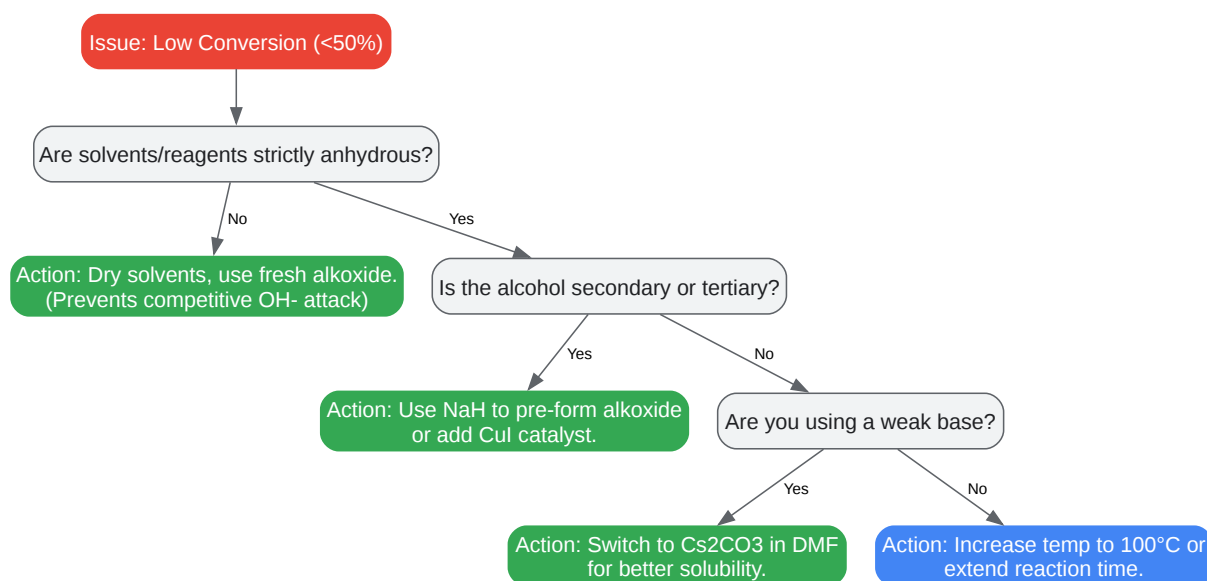 Issue: Low Conversion (<50%)
Are solvents/reagents strictly anhydrous?
No
Yes
Action: Dry solvents, use fresh alkoxide.
(Prevents competitive OH- attack)
Is the alcohol secondary or tertiary?
Yes
No
Action: Use NaH to pre-form alkoxide
or add CuI catalyst.
Are you using a weak base?
Yes
No
Action: Switch to Cs2CO3 in DMF
for better solubility.
Action: Increase temp to 100°C or
extend reaction time.